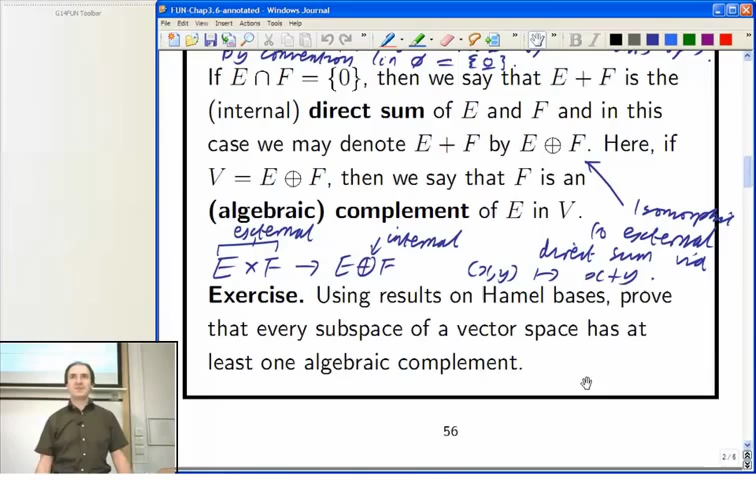 G14FUN Toolbar
FUN-Chap3.6-annotated - Windows Journal
File Edit View Insert Actions Tools Help
by convention lin ∅ = {0}
If E ∩ F = {0}, then we say that E + F is the
(internal) direct sum of E and F and in this
case we may denote E + F by E ⊕ F. Here, if
V = E ⊕ F, then we say that F is an
(algebraic) complement of E in V.
Isomorphic
to external
direct sum via
(x,y) ↦ x+y.
external
internal
E × F → E ⊕ F
Exercise. Using results on Hamel bases, prove
that every subspace of a vector space has at
least one algebraic complement.
56
2 / 6